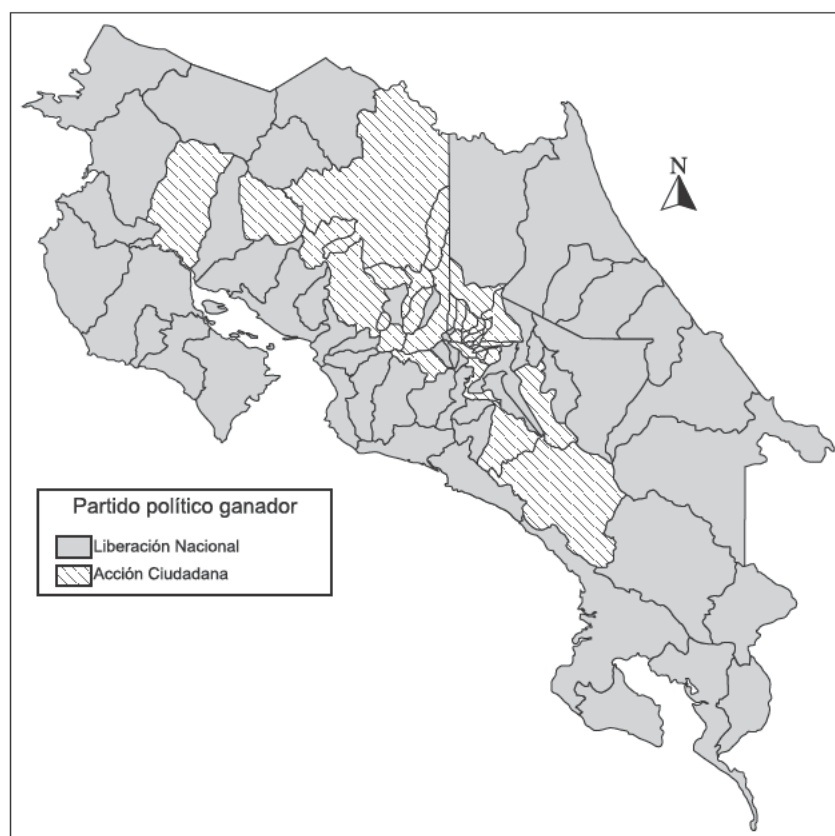 N
Partido político ganador
Liberación Nacional
Acción Ciudadana